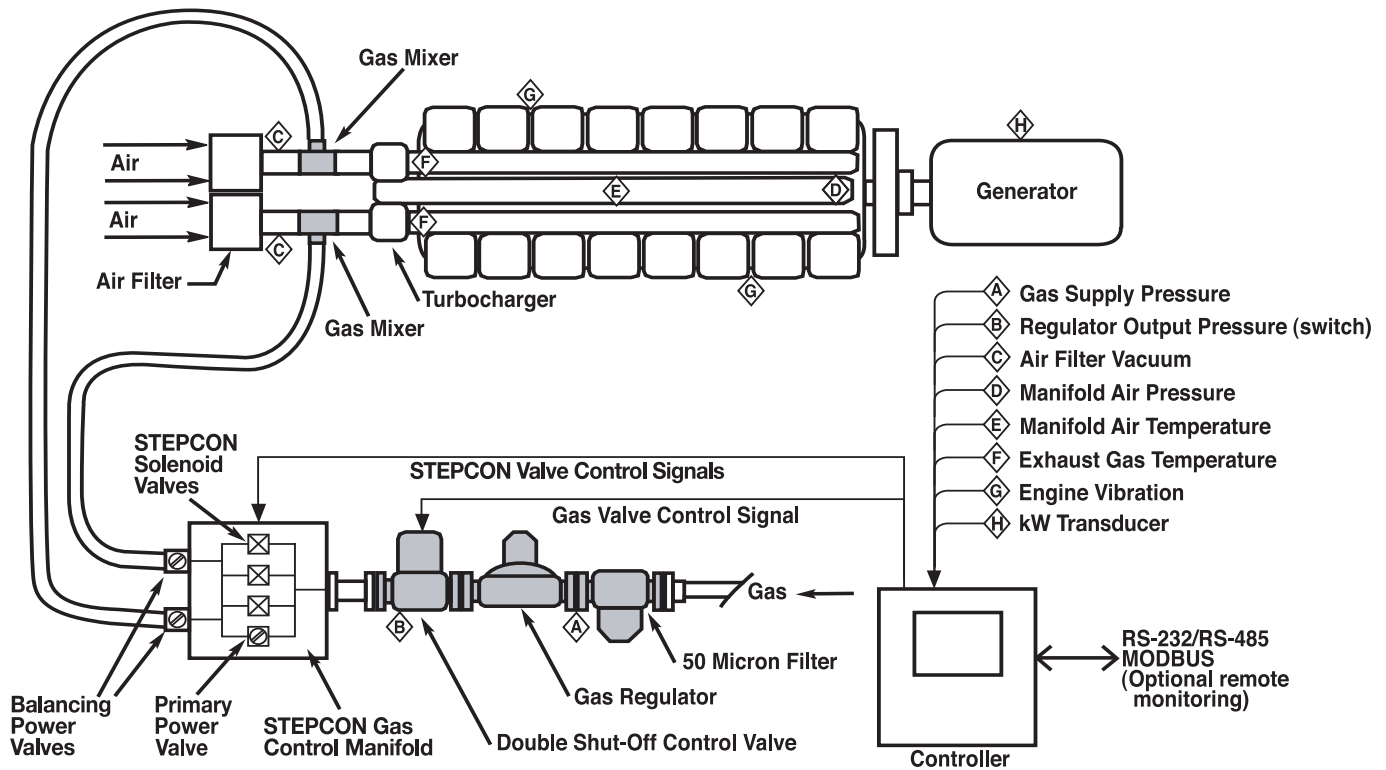 Gas Mixer
G
H
C
Air
F
Generator
E
D
Air
F
C
Air Filter
Turbocharger
G
Gas Mixer
A Gas Supply Pressure
B Regulator Output Pressure (switch)
C Air Filter Vacuum
D Manifold Air Pressure
E Manifold Air Temperature
F Exhaust Gas Temperature
G Engine Vibration
H kW Transducer
STEPCON
Solenoid
Valves
STEPCON Valve Control Signals
Gas Valve Control Signal
Gas
B
A
50 Micron Filter
Gas Regulator
Double Shut-Off Control Valve
Balancing
Power
Valves
Primary
Power
Valve
STEPCON Gas
Control Manifold
RS-232/RS-485
MODBUS
(Optional remote
monitoring)
Controller